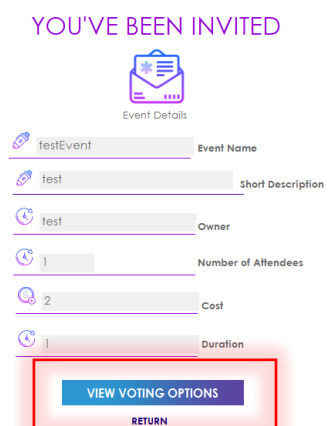 YOU'VE BEEN INVITED
Event Details
testEvent Event Name
test Short Description
test Owner
1 Number of Attendees
2 Cost
1 Duration
VIEW VOTING OPTIONS
RETURN